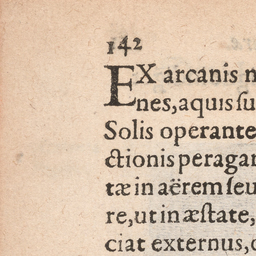 142
EX arcanis n
nes, aquis ſu
Solis operante
ctionis peragar
tæ in aërem ſeu
re, ut in æſtate,
ciat externus, c